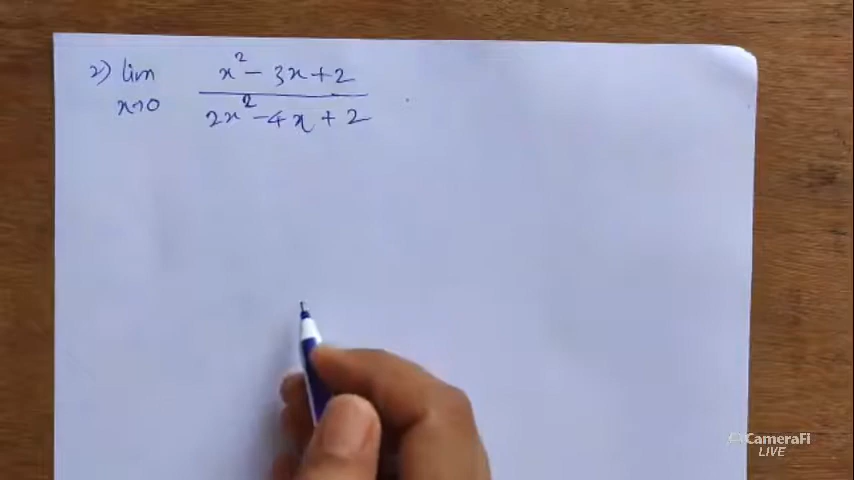 2) lim x→0 (x² - 3x + 2) / (2x² - 4x + 2)
CameraFi
LIVE